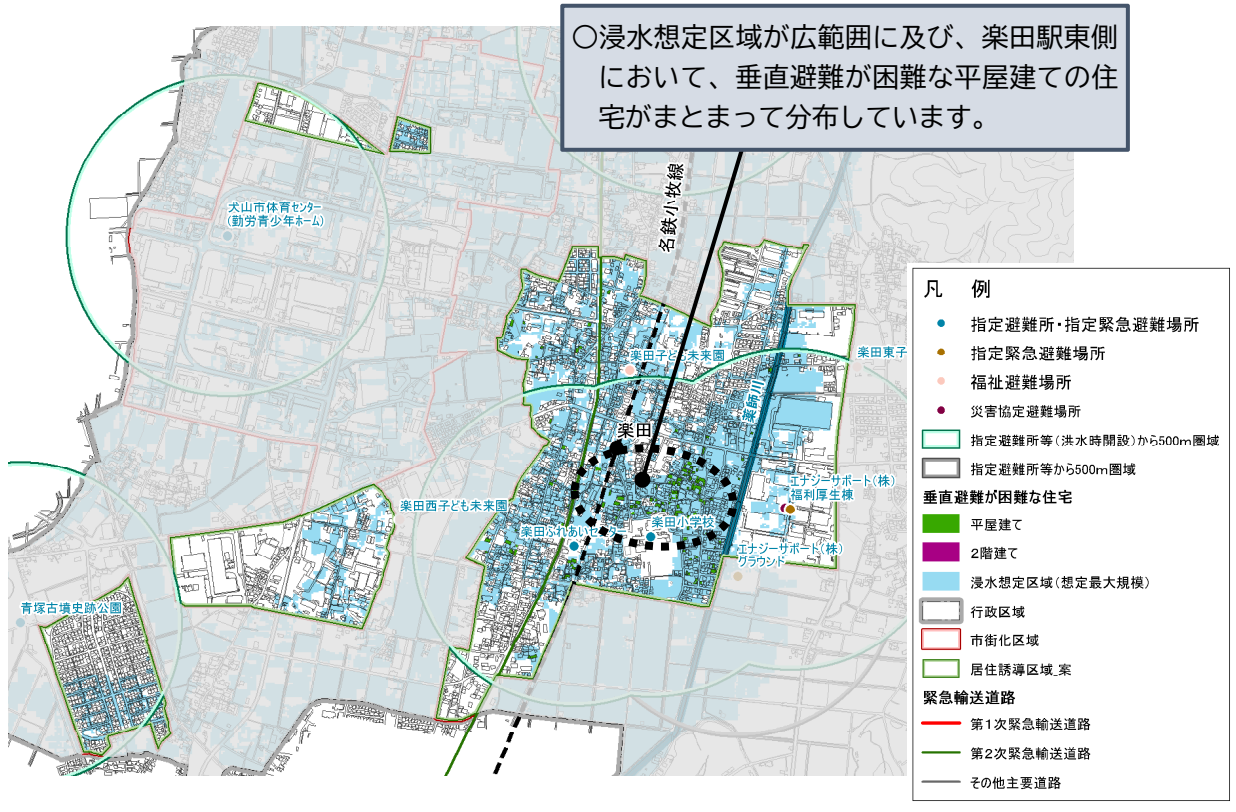 ○浸水想定区域が広範囲に及び、楽田駅東側
において、垂直避難が困難な平屋建ての住
宅がまとまって分布しています。
名鉄小牧線
犬山市体育センター
(勤労青少年ホーム)
楽田子ども未来園
楽田東子
薬師川
楽田
エナジーサポート(株)
福利厚生棟
楽田西子ども未来園
楽田ふれあいセンター
楽田小学校
エナジーサポート(株)
グラウンド
青塚古墳史跡公園
凡 例
指定避難所・指定緊急避難場所
指定緊急避難場所
福祉避難場所
災害協定避難場所
指定避難所等(洪水時開設)から500m圏域
指定避難所等から500m圏域
垂直避難が困難な住宅
平屋建て
2階建て
浸水想定区域(想定最大規模)
行政区域
市街化区域
居住誘導区域_案
緊急輸送道路
第1次緊急輸送道路
第2次緊急輸送道路
その他主要道路